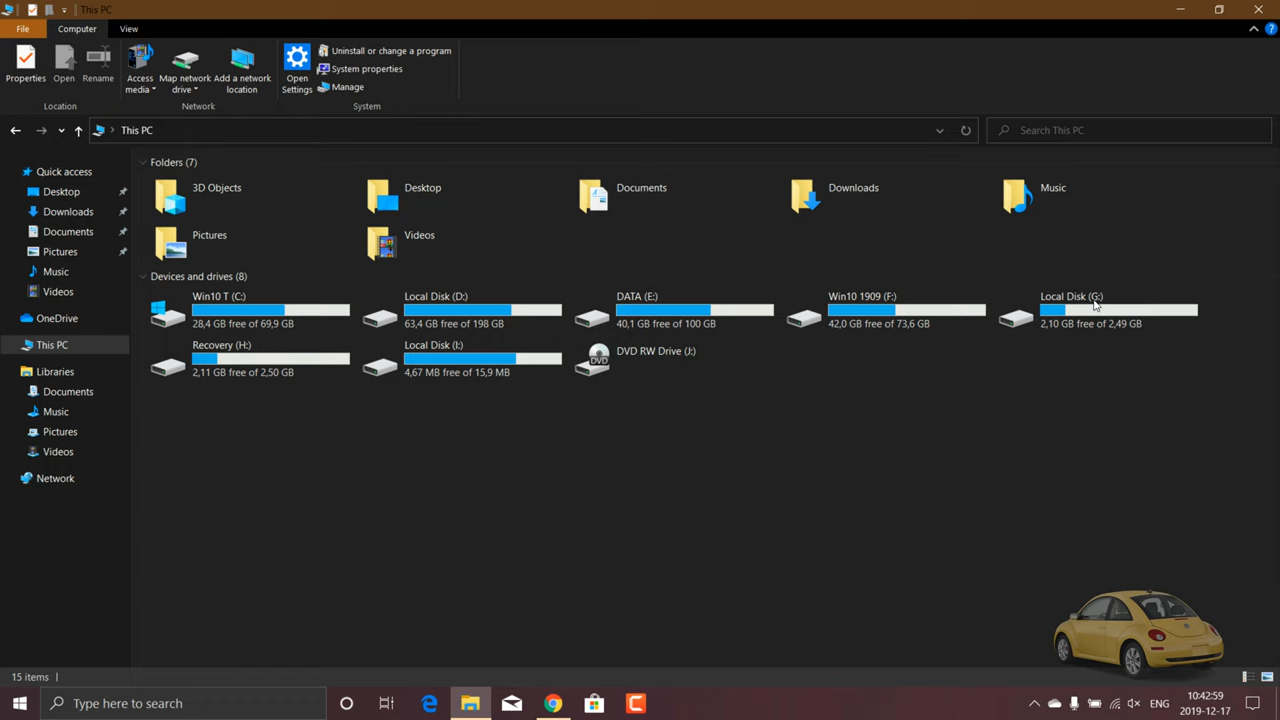 This PC
File Computer View
Properties Open Rename Access media Map network drive Add a network location Open Settings Uninstall or change a program
System properties
Manage
Location Network System
This PC Search This PC
Quick access
Desktop
Downloads
Documents
Pictures
Music
Videos
OneDrive
This PC
Libraries
Documents
Music
Pictures
Videos
Network
Folders (7)
3D Objects Desktop Documents Downloads Music
Pictures Videos
Devices and drives (8)
Win10 T (C:) Local Disk (D:) DATA (E:) Win10 1909 (F:) Local Disk (G:)
28,4 GB free of 69,9 GB 63,4 GB free of 198 GB 40,1 GB free of 100 GB 42,0 GB free of 73,6 GB 2,10 GB free of 2,49 GB
Recovery (H:) Local Disk (I:) DVD RW Drive (J:)
DVD
2,11 GB free of 2,50 GB 4,67 MB free of 15,9 MB
15 items
Type here to search ENG 10:42:59
2019-12-17